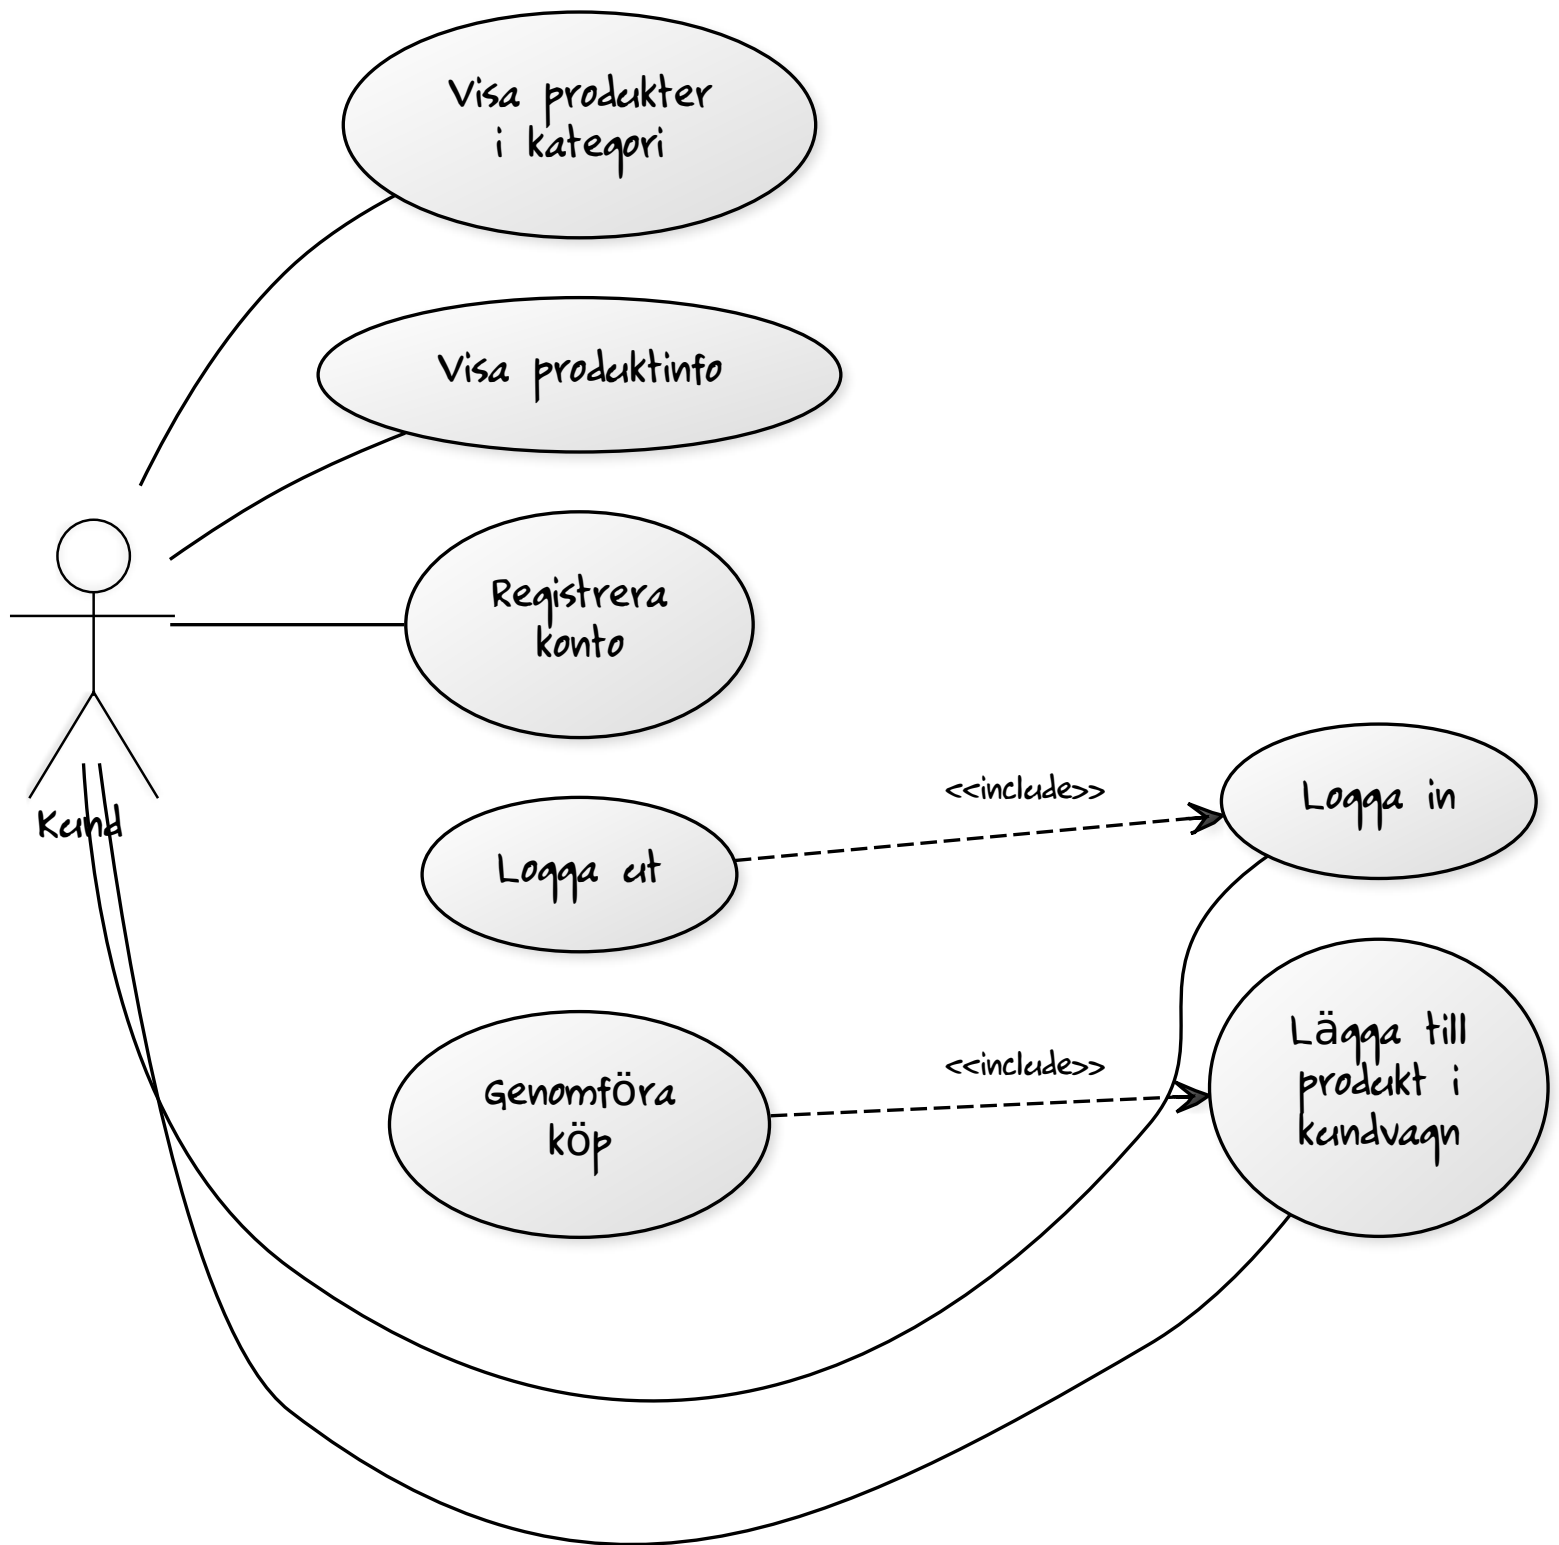 Visa produkter
i kategori
Visa produktinfo
Registrera
konto
Kund
Logga ut
<<include>>
Logga in
Genomföra
köp
<<include>>
Lägga till
produkt i
kundvagn